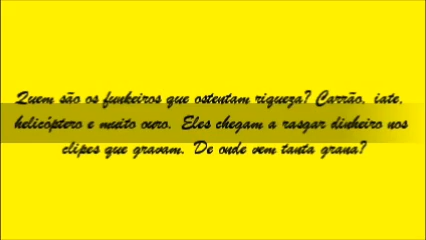 Quem são os funkeiros que ostentam riqueza? Carrão, iate,
helicóptero e muito ouro. Eles chegam a rasgar dinheiro nos
clipes que gravam. De onde vem tanta grana?